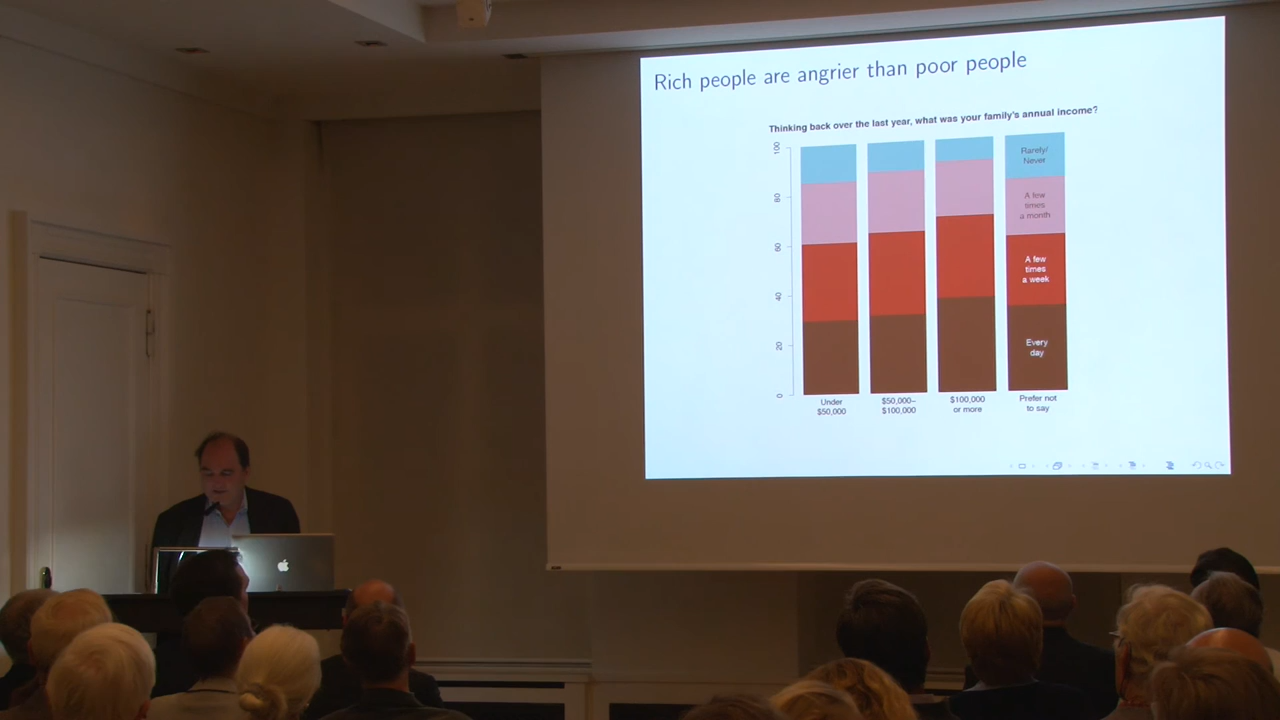 Rich people are angrier than poor people
Thinking back over the last year, what was your family's annual income?
100
80
60
40
20
0
Rarely/
Never
A few
times
a month
A few
times
a week
Every
day
Under
$50,000
$50,000–
$100,000
$100,000
or more
Prefer not
to say